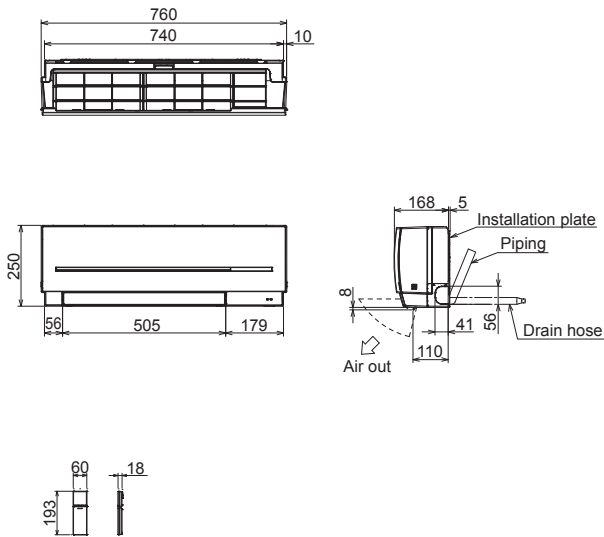 760
740 10
168 5
Installation plate
Piping
250
8
56
56 505 179
41
Drain hose
110
Air out
60 18
193